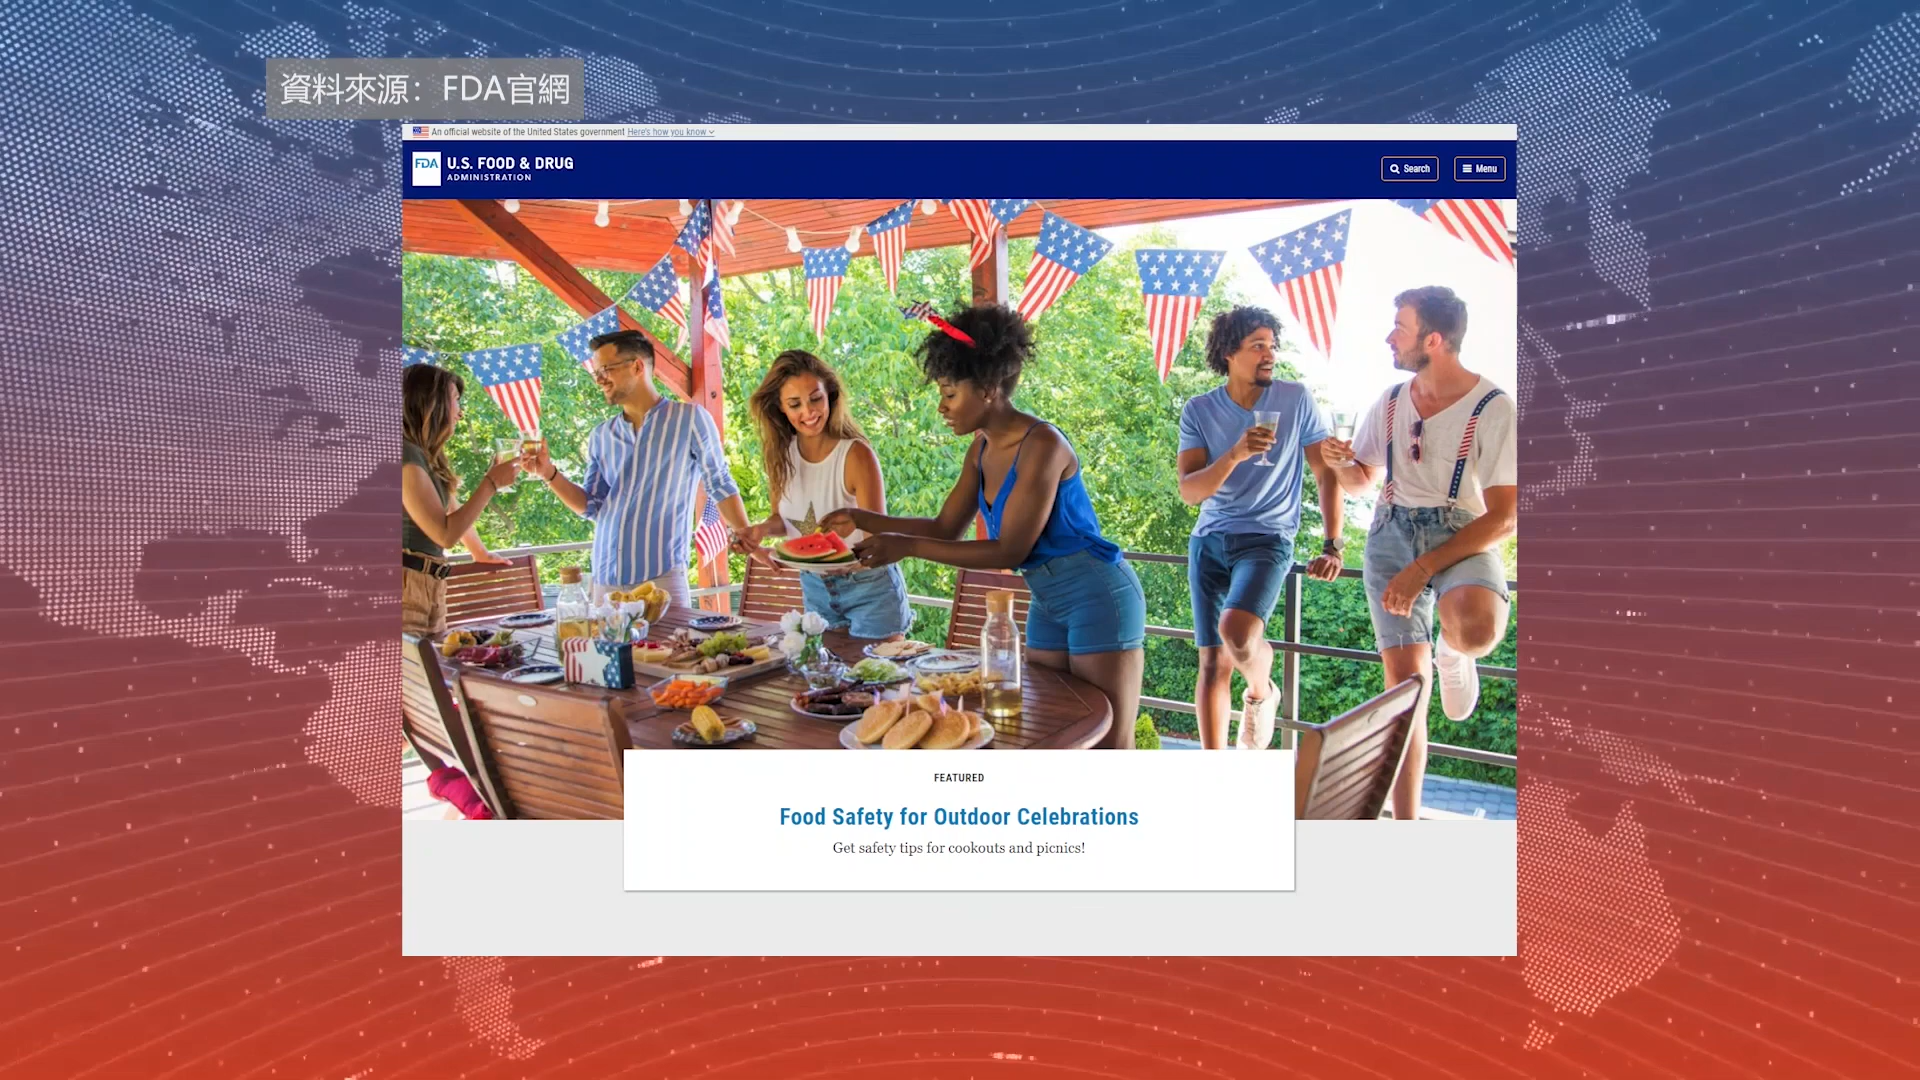 資料來源：FDA官網
An official website of the United States government Here's how you know
FDA U.S. FOOD & DRUG
ADMINISTRATION
Search
Menu
FEATURED
Food Safety for Outdoor Celebrations
Get safety tips for cookouts and picnics!